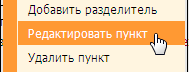 Добавить разделитель
Редактировать пункт
Удалить пункт